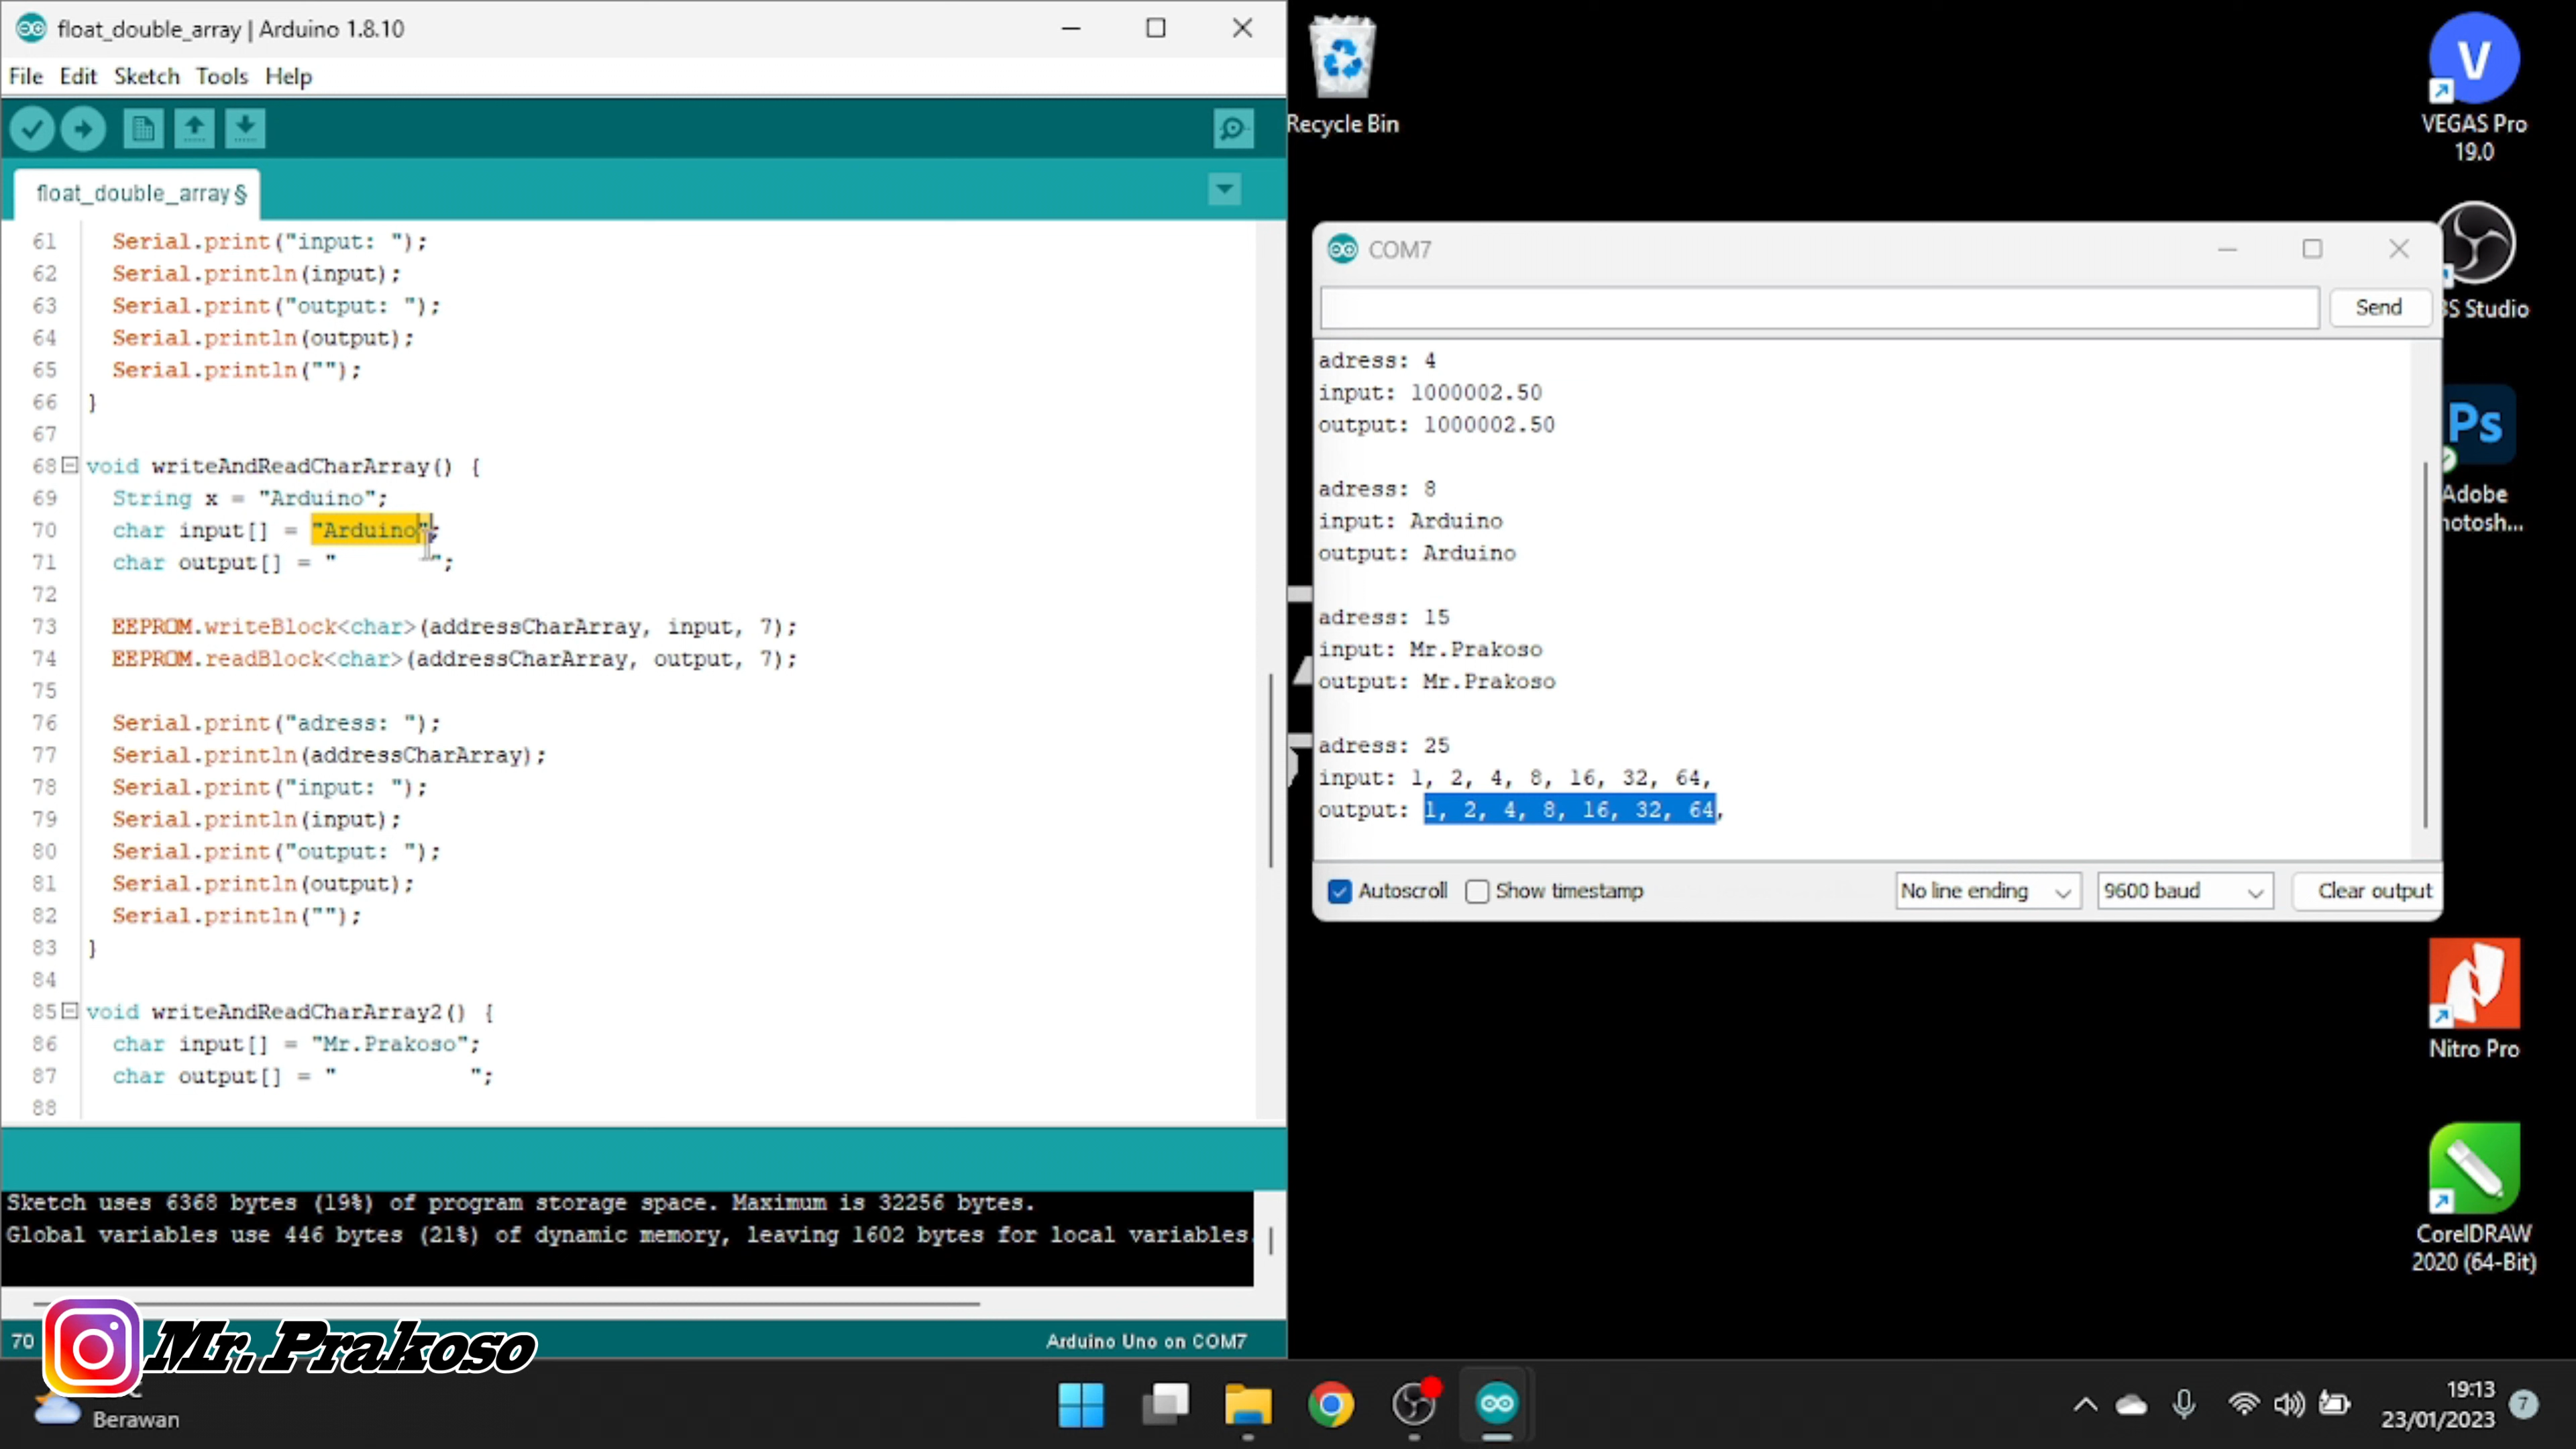 float_double_array | Arduino 1.8.10
File Edit Sketch Tools Help
float_double_array§
61 Serial.print("input: ");
62 Serial.println(input);
63 Serial.print("output: ");
64 Serial.println(output);
65 Serial.println("");
66 }
67
68 void writeAndReadCharArray() {
69 String x = "Arduino";
70 char input[] = "Arduino";
71 char output[] = "       ";
72
73 EEPROM.writeBlock<char>(addressCharArray, input, 7);
74 EEPROM.readBlock<char>(addressCharArray, output, 7);
75
76 Serial.print("adress: ");
77 Serial.println(addressCharArray);
78 Serial.print("input: ");
79 Serial.println(input);
80 Serial.print("output: ");
81 Serial.println(output);
82 Serial.println("");
83 }
84
85 void writeAndReadCharArray2() {
86 char input[] = "Mr.Prakoso";
87 char output[] = "          ";
88
Sketch uses 6368 bytes (19%) of program storage space. Maximum is 32256 bytes.
Global variables use 446 bytes (21%) of dynamic memory, leaving 1602 bytes for local variables.
70
Arduino Uno on COM7
Mr. Prakoso
Recycle Bin
VEGAS Pro
19.0
COM7
Send
adress: 4
input: 1000002.50
output: 1000002.50
adress: 8
input: Arduino
output: Arduino
adress: 15
input: Mr.Prakoso
output: Mr.Prakoso
adress: 25
input: 1, 2, 4, 8, 16, 32, 64,
output: 1, 2, 4, 8, 16, 32, 64,
Autoscroll Show timestamp No line ending 9600 baud Clear output
S Studio
Ps
Adobe
hotosh...
Nitro Pro
CorelDRAW
2020 (64-Bit)
Berawan
19:13
23/01/2023
7